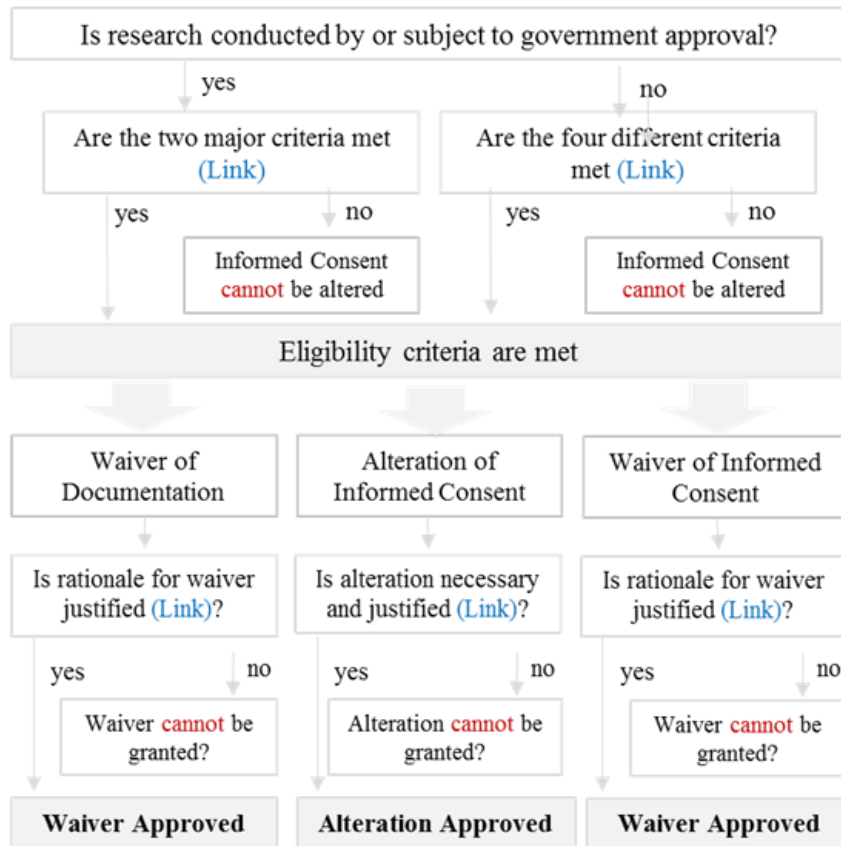 Is research conducted by or subject to government approval?
yes
no
Are the two major criteria met
(Link)
Are the four different criteria
met (Link)
yes
no
yes
no
Informed Consent
cannot be altered
Informed Consent
cannot be altered
Eligibility criteria are met
Waiver of
Documentation
Alteration of
Informed Consent
Waiver of Informed
Consent
Is rationale for waiver
justified (Link)?
Is alteration necessary
and justified (Link)?
Is rationale for waiver
justified (Link)?
yes
no
yes
no
yes
no
Waiver cannot be
granted?
Alteration cannot be
granted?
Waiver cannot be
granted?
Waiver Approved
Alteration Approved
Waiver Approved